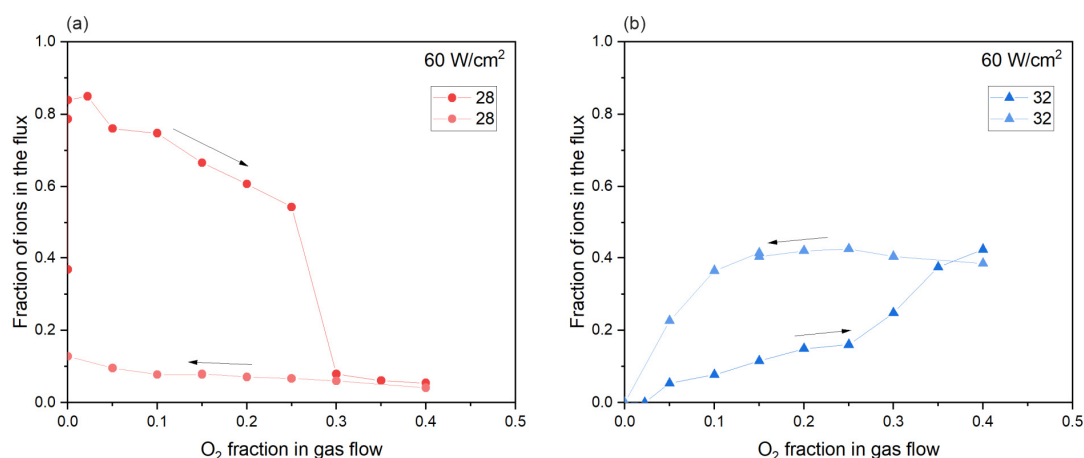 (a)
60 W/cm²
28
28
Fraction of ions in the flux
1.0
0.8
0.6
0.4
0.2
0.0
0.0 0.1 0.2 0.3 0.4 0.5
O₂ fraction in gas flow
(b)
60 W/cm²
32
32
Fraction of ions in the flux
1.0
0.8
0.6
0.4
0.2
0.0
0.0 0.1 0.2 0.3 0.4 0.5
O₂ fraction in gas flow